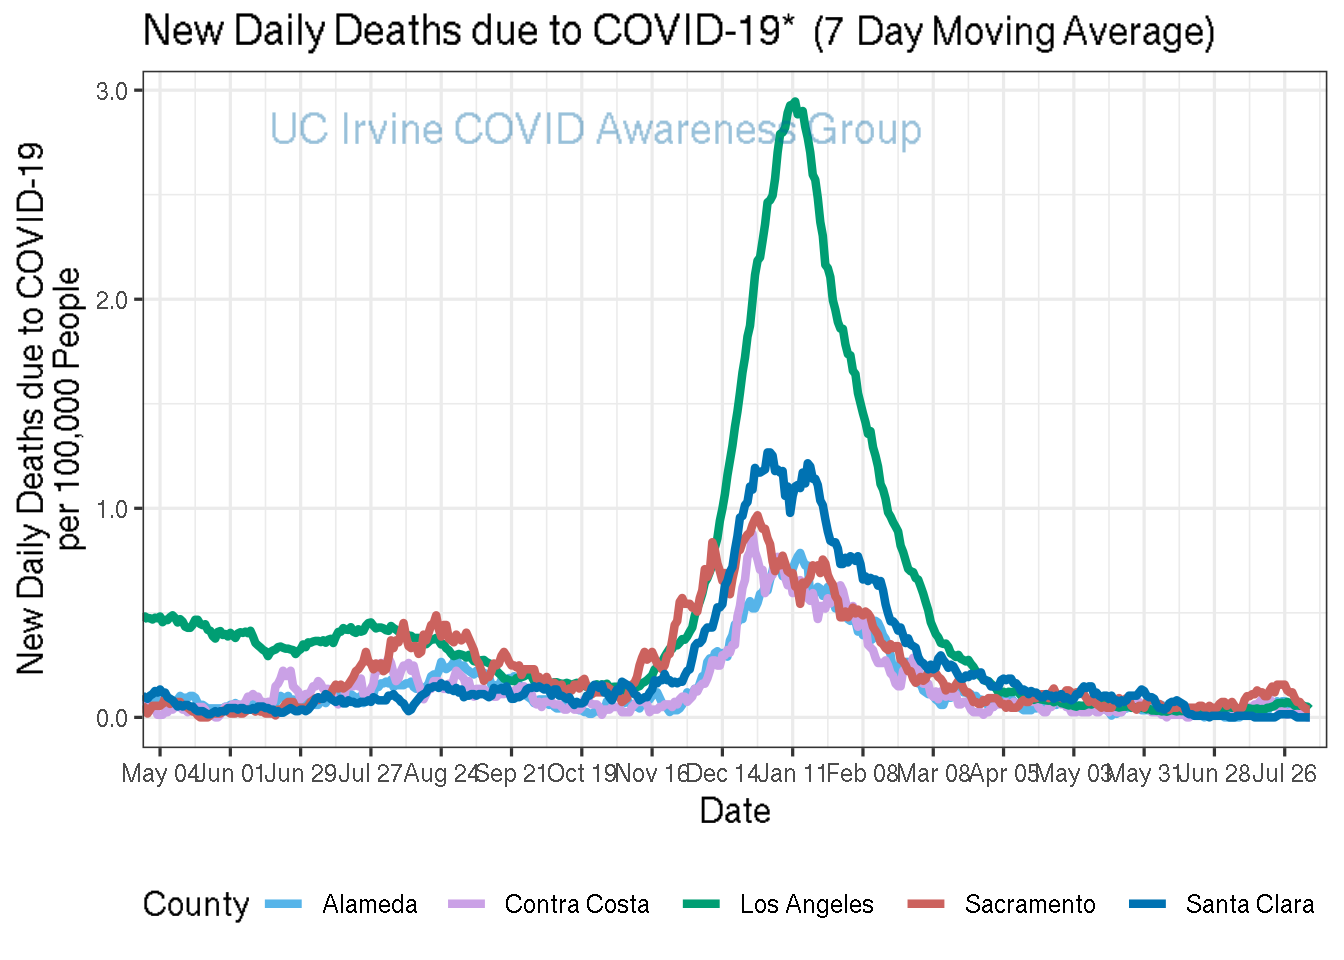 New Daily Deaths due to COVID-19* (7 Day Moving Average)
UC Irvine COVID Awareness Group
New Daily Deaths due to COVID-19
per 100,000 People
3.0
2.0
1.0
0.0
May 04 Jun 01 Jun 29 Jul 27 Aug 24 Sep 21 Oct 19 Nov 16 Dec 14 Jan 11 Feb 08 Mar 08 Apr 05 May 03 May 31 Jun 28 Jul 26
Date
County Alameda Contra Costa Los Angeles Sacramento Santa Clara